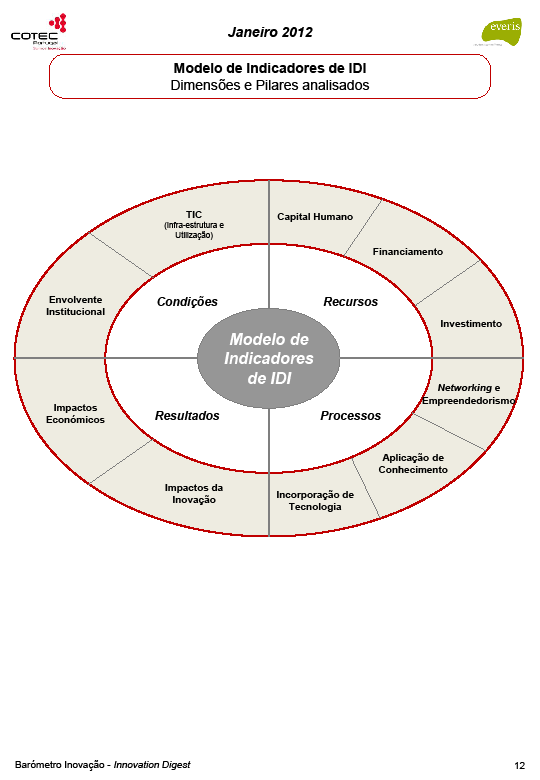 COTEC
Portugal
everis
Janeiro 2012
Modelo de Indicadores de IDI
Dimensões e Pilares analisados
TIC
(Infra-estrutura e
Utilização)
Capital Humano
Financiamento
Envolvente
Institucional
Condições
Recursos
Investimento
Modelo de
Indicadores
de IDI
Networking e
Empreendedorismo
Impactos
Económicos
Resultados
Processos
Aplicação de
Conhecimento
Impactos da
Inovação
Incorporação de
Tecnologia
Barómetro Inovação - Innovation Digest
12